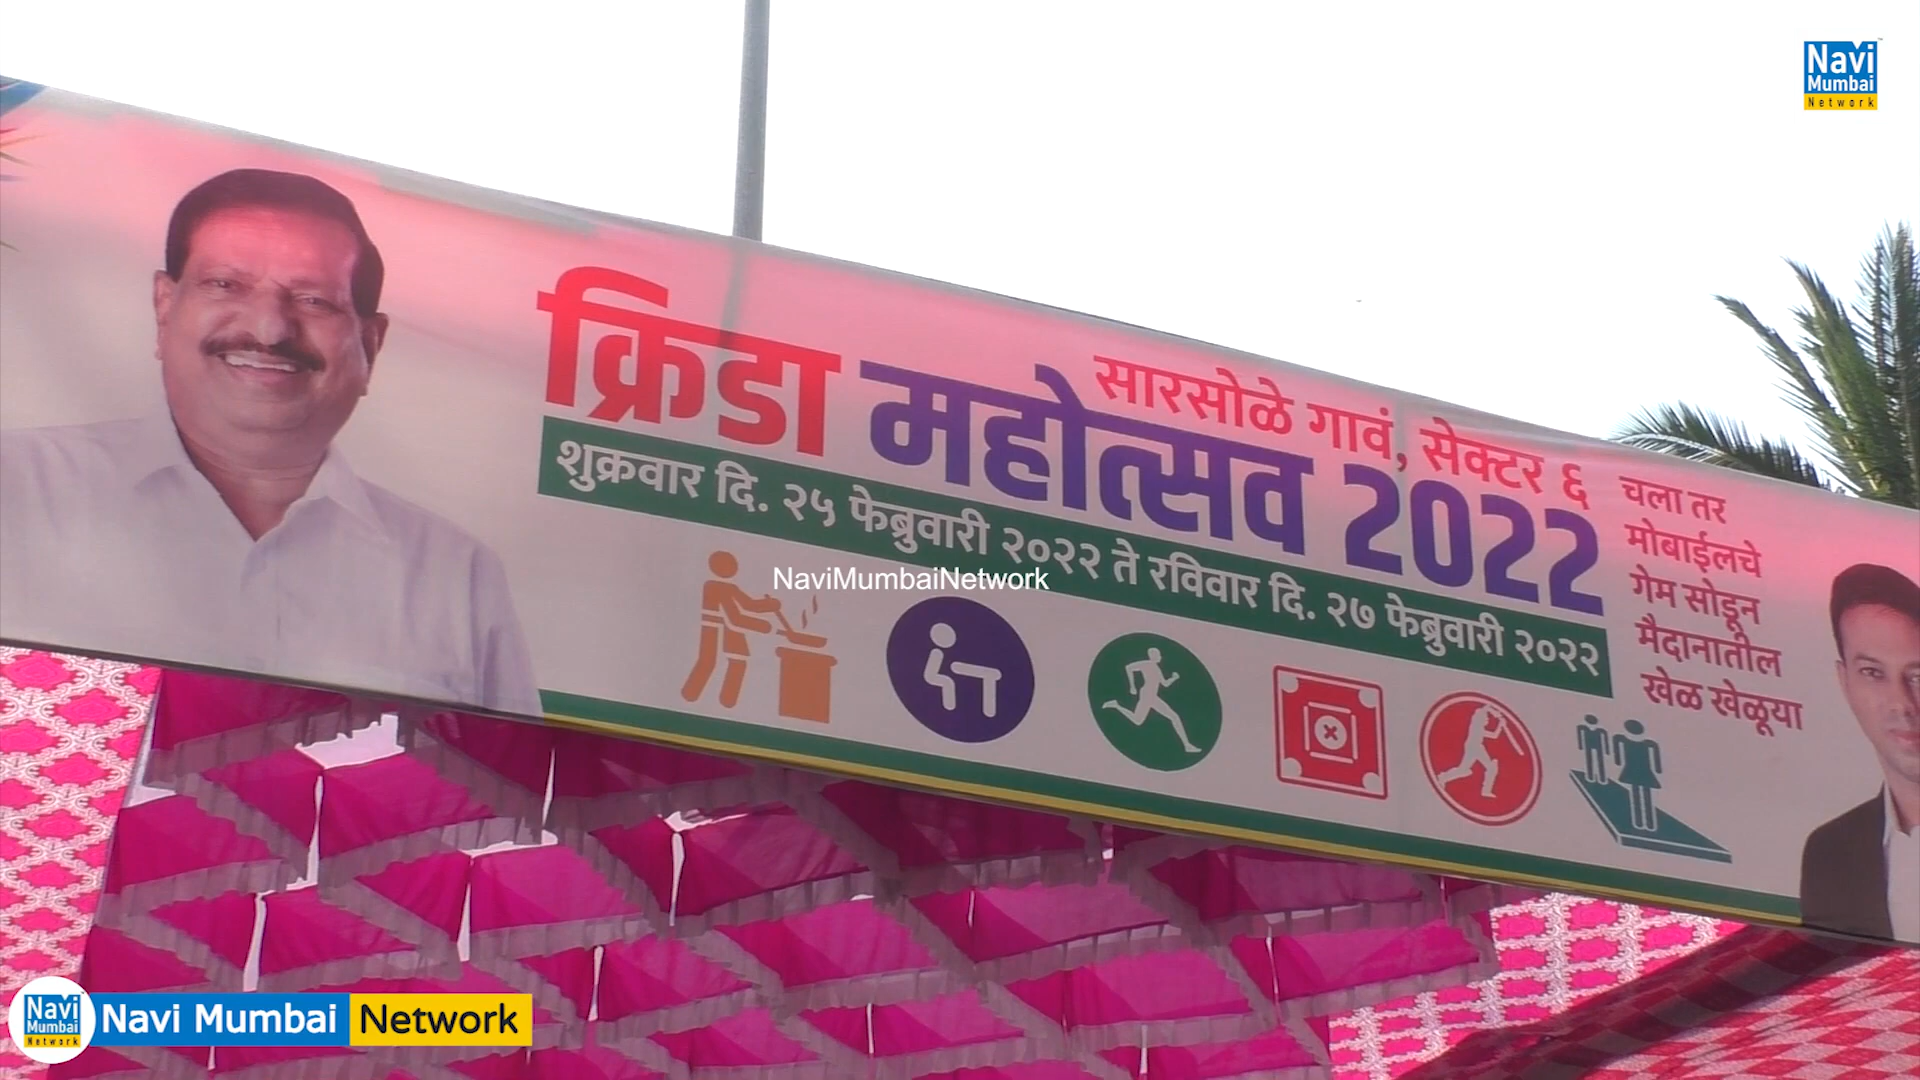 Navi
Mumbai
Network
सारसोळे गावं, सेक्टर ६
क्रिडा महोत्सव 2022
शुक्रवार दि. २५ फेब्रुवारी २०२२ ते रविवार दि. २७ फेब्रुवारी २०२२
चला तर
मोबाईलचे
गेम सोडून
मैदानातील
खेळ खेळूया
NaviMumbaiNetwork
Navi
Mumbai
Network
Navi Mumbai Network